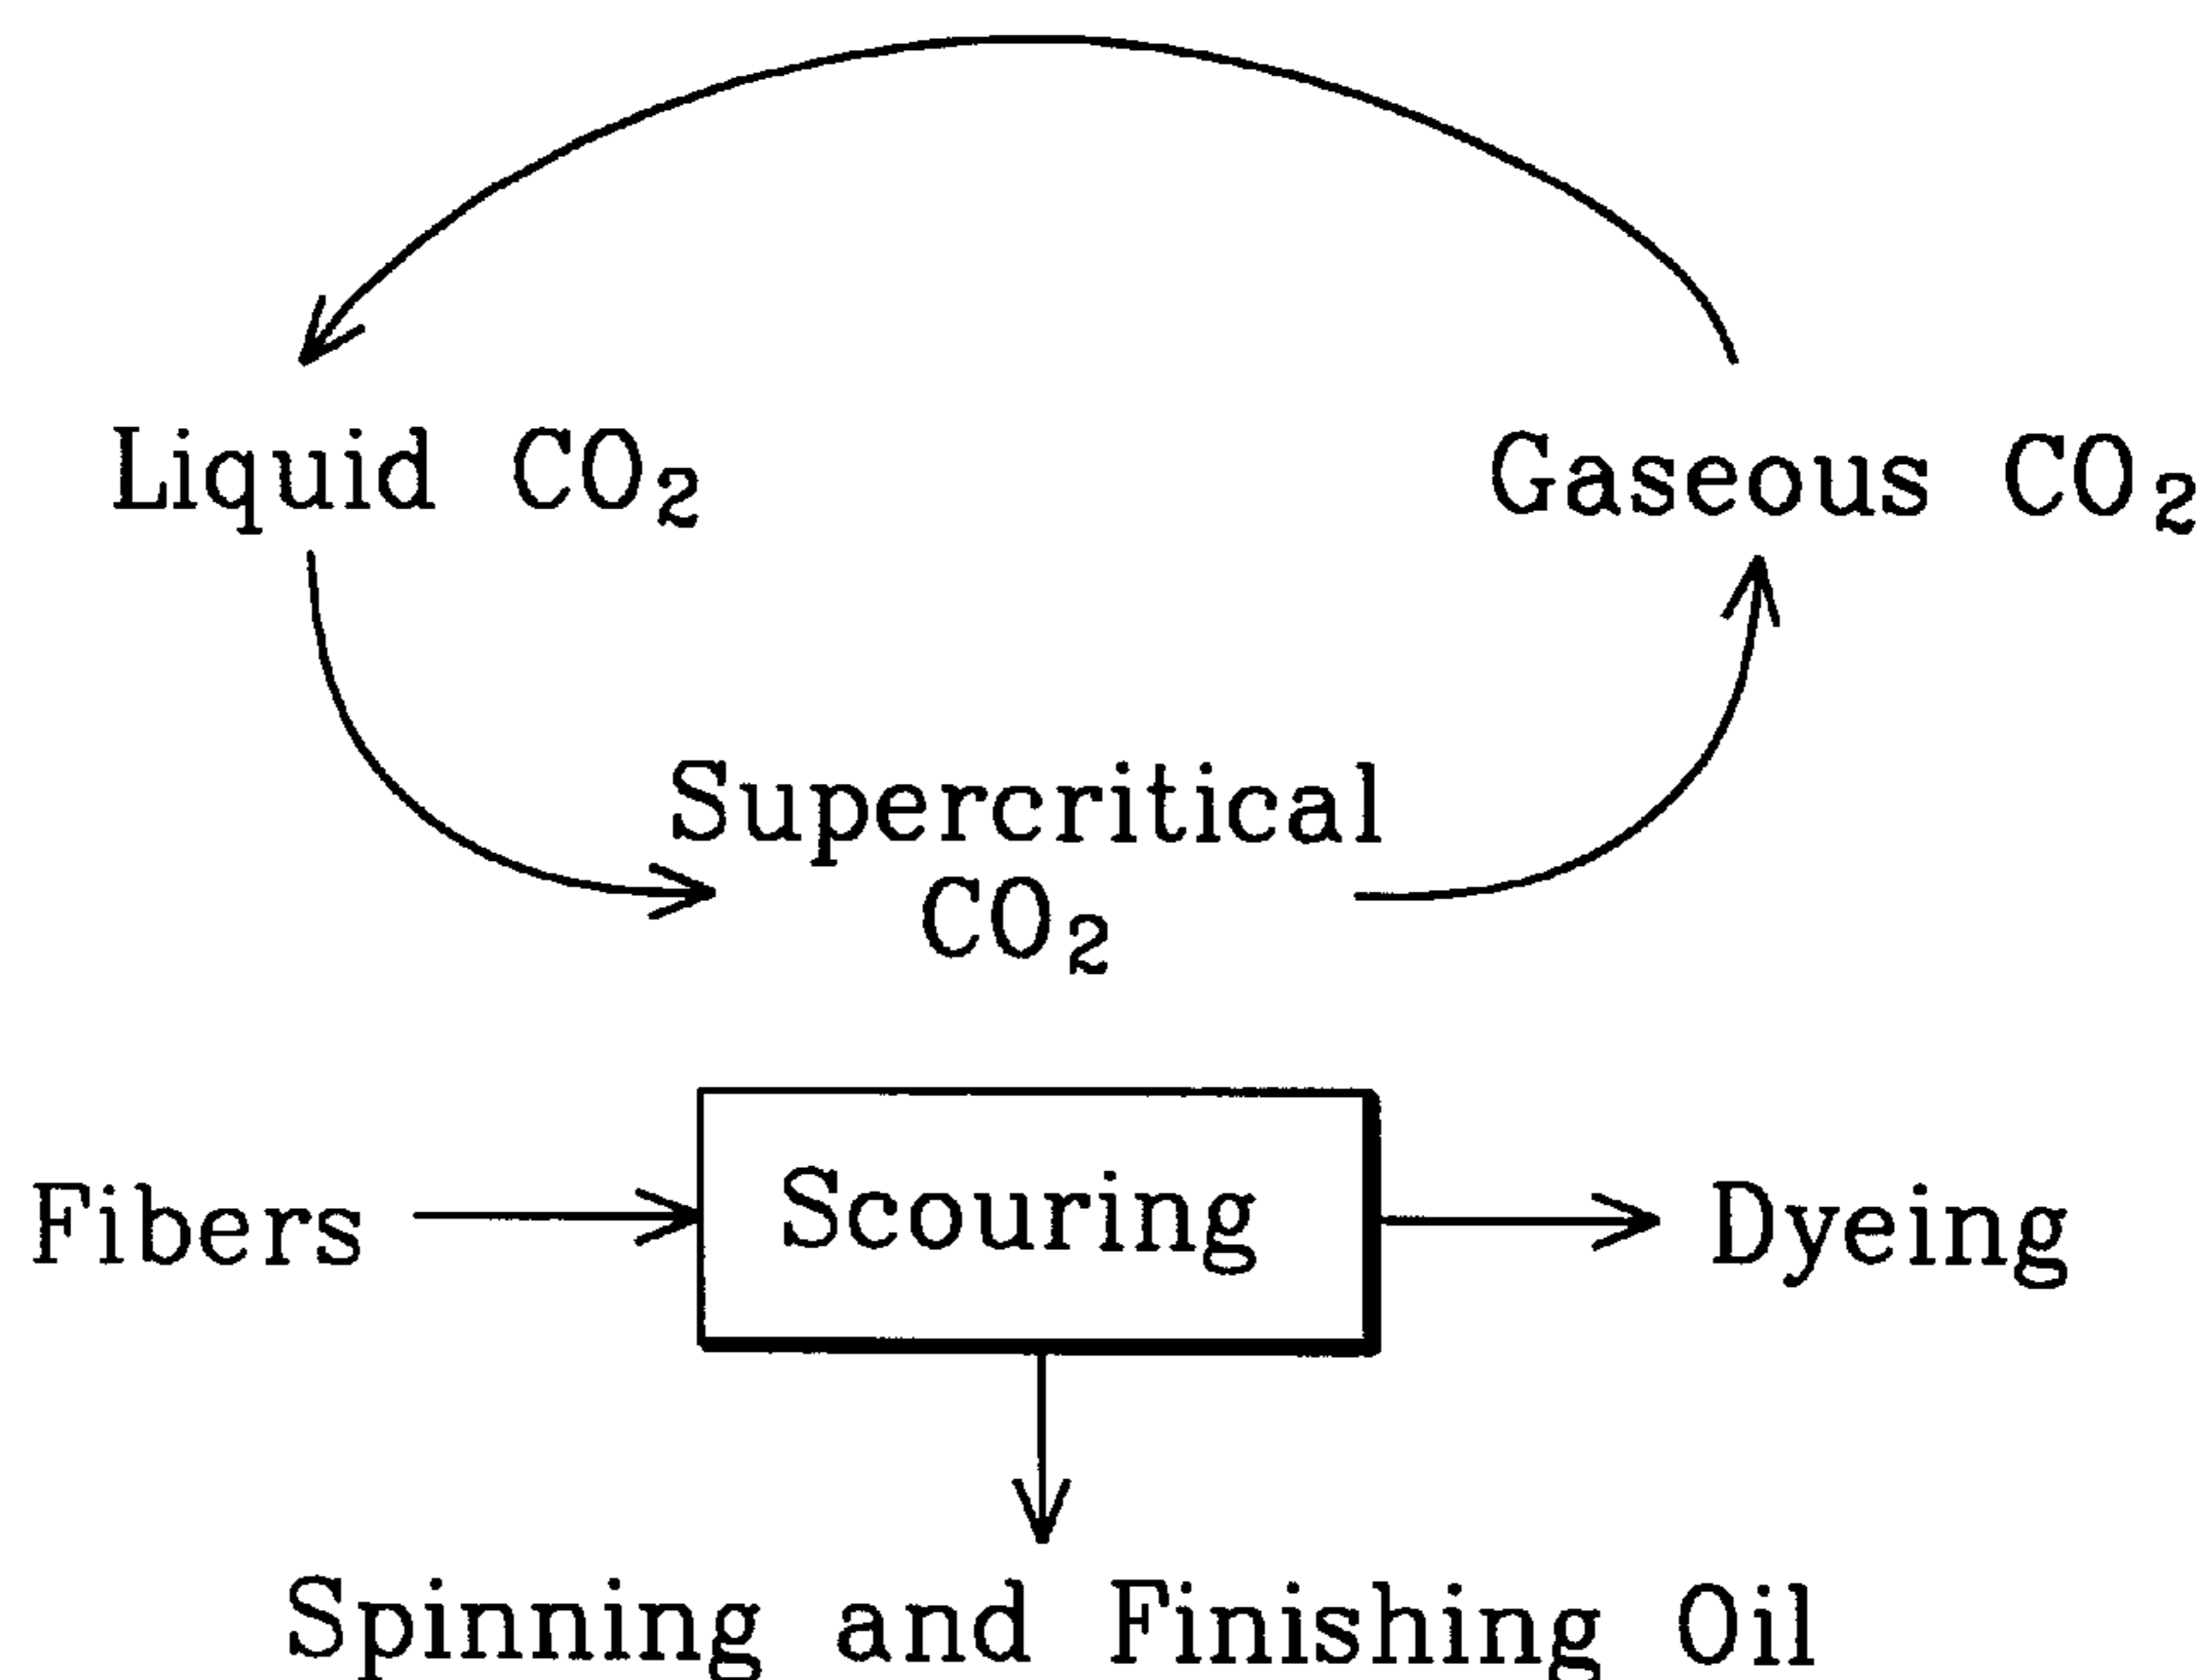 Liquid CO₂
Gaseous CO₂
Supercritical
CO₂
Fibers
Scouring
Dyeing
Spinning and Finishing Oil